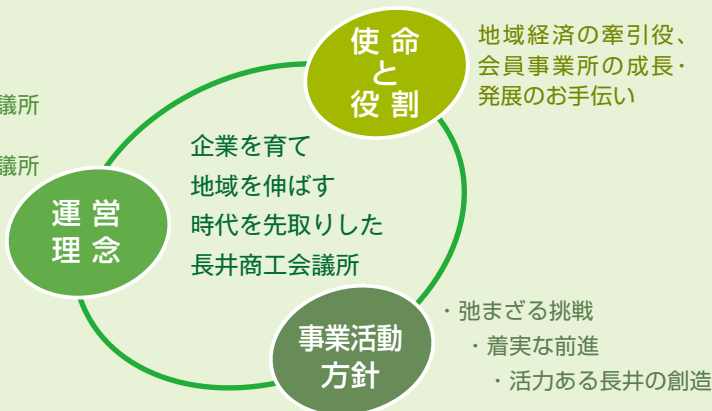 使命
と
役割
地域経済の牽引役、
会員事業所の成長・
発展のお手伝い
議所
議所
運営
理念
企業を育て
地域を伸ばす
時代を先取りした
長井商工会議所
事業活動
方針
・弛まざる挑戦
・着実な前進
・活力ある長井の創造